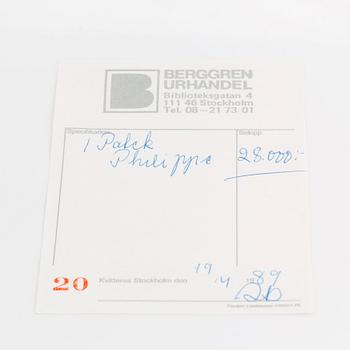 BERGGREN
URHANDEL
Biblioteksgatan 4
111 46 Stockholm
Tel. 08-21 73 01
Specifikation Belopp
1 Patek
Philippe 28.000:-
20 Kvitteras Stockholm den 19/4 1989